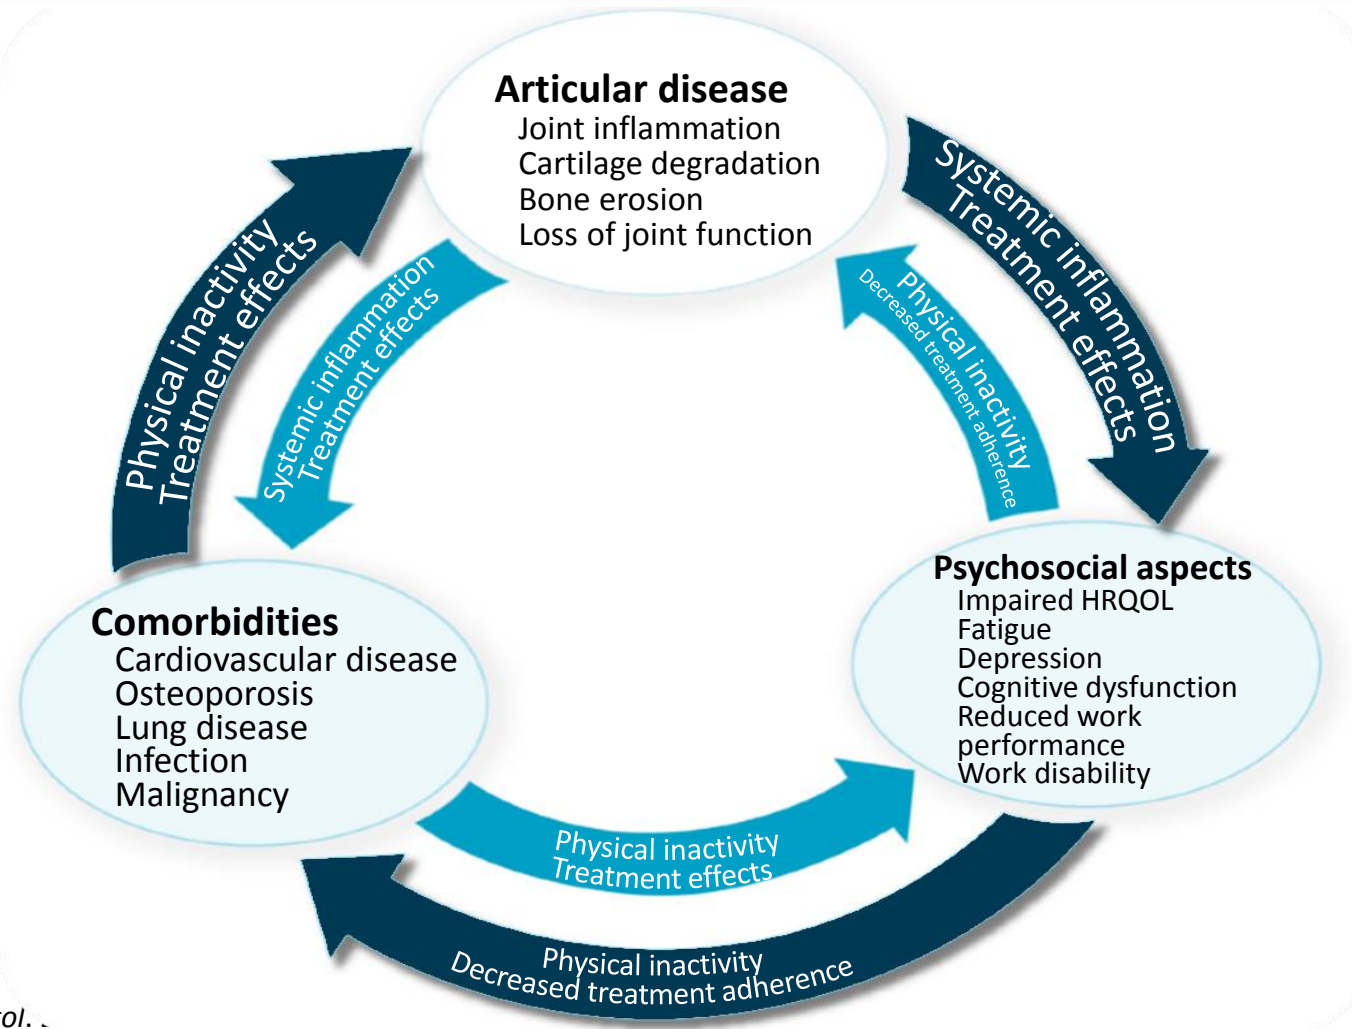 Articular disease
Joint inflammation
Cartilage degradation
Bone erosion
Loss of joint function
Systemic inflammation
Treatment effects
Physical inactivity
Decreased treatment adherence
Physical inactivity
Treatment effects
Systemic inflammation
Treatment effects
Psychosocial aspects
Impaired HRQOL
Fatigue
Depression
Cognitive dysfunction
Reduced work
performance
Work disability
Comorbidities
Cardiovascular disease
Osteoporosis
Lung disease
Infection
Malignancy
Physical inactivity
Treatment effects
Physical inactivity
Decreased treatment adherence